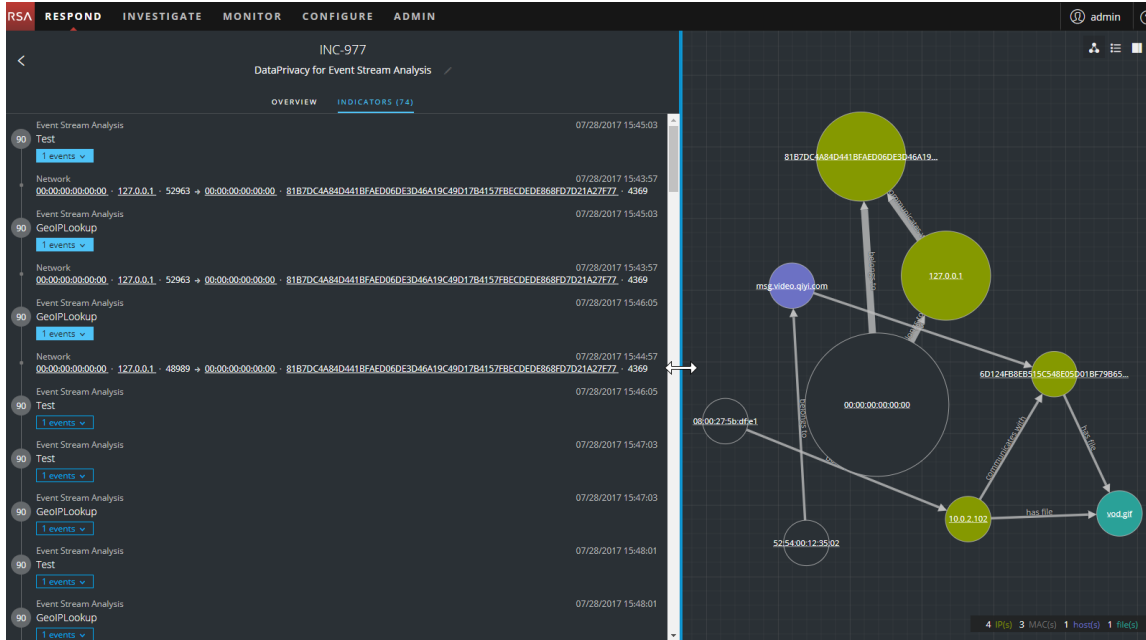 RSA RESPOND INVESTIGATE MONITOR CONFIGURE ADMIN admin
INC-977
DataPrivacy for Event Stream Analysis
OVERVIEW INDICATORS (74)
Event Stream Analysis 07/28/2017 15:45:03
90 Test
1 events
Network 07/28/2017 15:43:57
00:00:00:00:00:00 · 127.0.0.1 · 52963 → 00:00:00:00:00:00 · 81B7DC4A84D441BFAED06DE3D46A19C49D17B4157FBECDEDE868FD7D21A27F77 · 4369
Event Stream Analysis 07/28/2017 15:45:03
90 GeoIPLookup
1 events
Network 07/28/2017 15:43:57
00:00:00:00:00:00 · 127.0.0.1 · 52963 → 00:00:00:00:00:00 · 81B7DC4A84D441BFAED06DE3D46A19C49D17B4157FBECDEDE868FD7D21A27F77 · 4369
Event Stream Analysis 07/28/2017 15:46:05
90 GeoIPLookup
1 events
Network 07/28/2017 15:44:57
00:00:00:00:00:00 · 127.0.0.1 · 48989 → 00:00:00:00:00:00 · 81B7DC4A84D441BFAED06DE3D46A19C49D17B4157FBECDEDE868FD7D21A27F77 · 4369
Event Stream Analysis 07/28/2017 15:46:05
90 Test
1 events
Event Stream Analysis 07/28/2017 15:47:03
90 Test
1 events
Event Stream Analysis 07/28/2017 15:47:03
90 GeoIPLookup
1 events
Event Stream Analysis 07/28/2017 15:48:01
90 Test
1 events
Event Stream Analysis 07/28/2017 15:48:01
90 GeoIPLookup
1 events
81B7DC4A84D441BFAED06DE3D46A19...
communicates
belongs to
127.0.0.1
msg.video.qiyi.com
6D124FB8EB515C548E05D01BF79B65...
00:00:00:00:00:00
belongs to
08:00:27:5b:df:e1
communicates with
has file
10.0.2.102
has file
vod.gif
52:54:00:12:35:02
4 IP(s) 3 MAC(s) 1 host(s) 1 file(s)